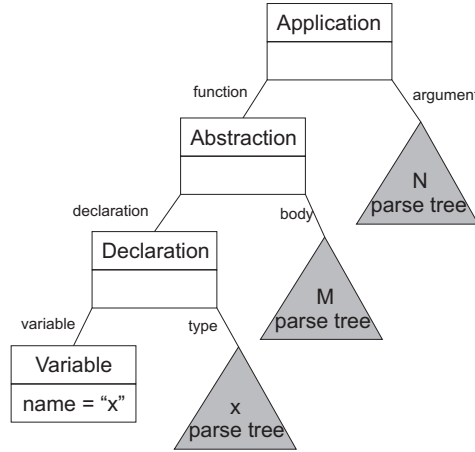 Application
function
argument
Abstraction
N
parse tree
declaration
body
Declaration
M
parse tree
variable
type
Variable
name = “x”
x
parse tree